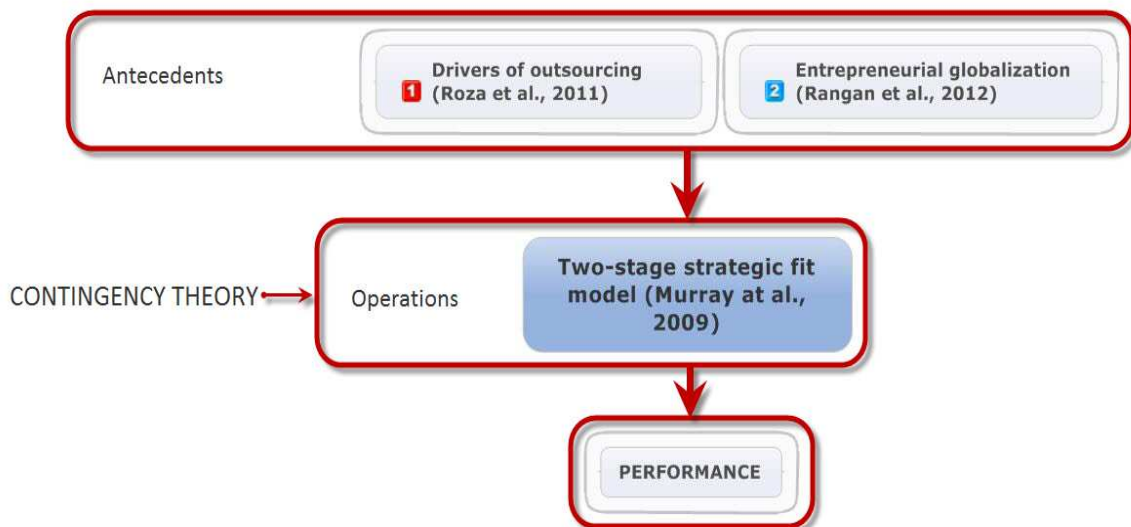 Antecedents
1
Drivers of outsourcing
(Roza et al., 2011)
2
Entrepreneurial globalization
(Rangan et al., 2012)
CONTINGENCY THEORY
Operations
Two-stage strategic fit
model (Murray at al.,
2009)
PERFORMANCE